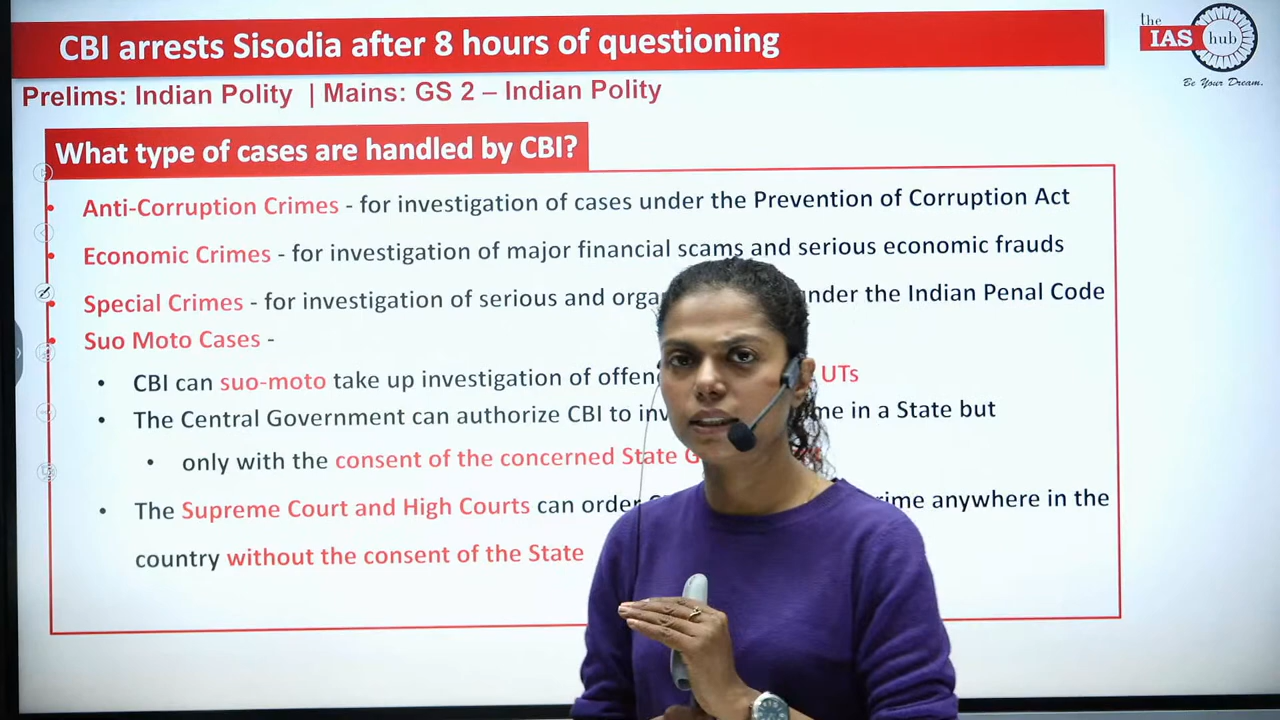 CBI arrests Sisodia after 8 hours of questioning
the
IAS hub
Be Your Dream.
Prelims: Indian Polity | Mains: GS 2 – Indian Polity
What type of cases are handled by CBI?
• Anti-Corruption Crimes - for investigation of cases under the Prevention of Corruption Act
• Economic Crimes - for investigation of major financial scams and serious economic frauds
• Special Crimes - for investigation of serious and under the Indian Penal Code
• Suo Moto Cases -
• CBI can suo-moto take up investigation of UTs
• The Central Government can authorize CBI to in a State but
• only with the consent of the concerned State
• The Supreme Court and High Courts can order anywhere in the
country without the consent of the State